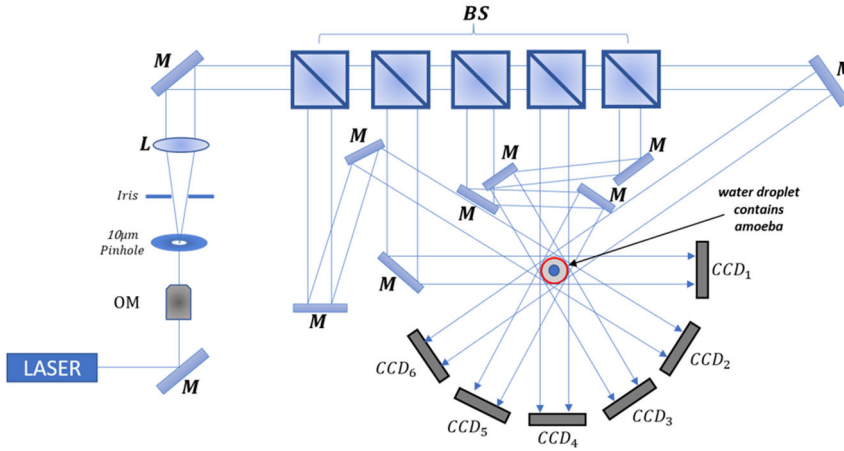 BS
M
M
L
Iris
10μm
Pinhole
OM
LASER
M
M
M
M
M
M
M
M
water droplet
contains
amoeba
CCD₁
CCD₂
CCD₃
CCD₄
CCD₅
CCD₆